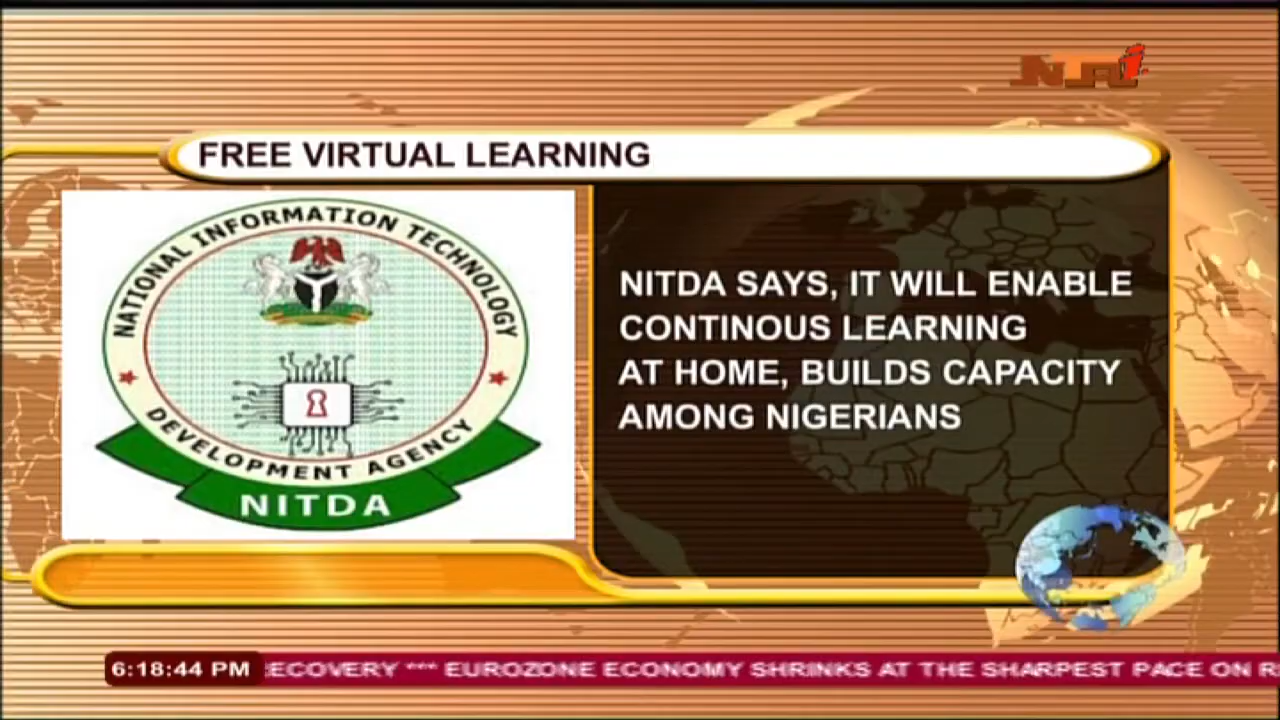 NTAi
FREE VIRTUAL LEARNING
NATIONAL INFORMATION TECHNOLOGY
DEVELOPMENT AGENCY
NITDA
NITDA SAYS, IT WILL ENABLE
CONTINOUS LEARNING
AT HOME, BUILDS CAPACITY
AMONG NIGERIANS
6:18:44 PM ECOVERY *** EUROZONE ECONOMY SHRINKS AT THE SHARPEST PACE ON R